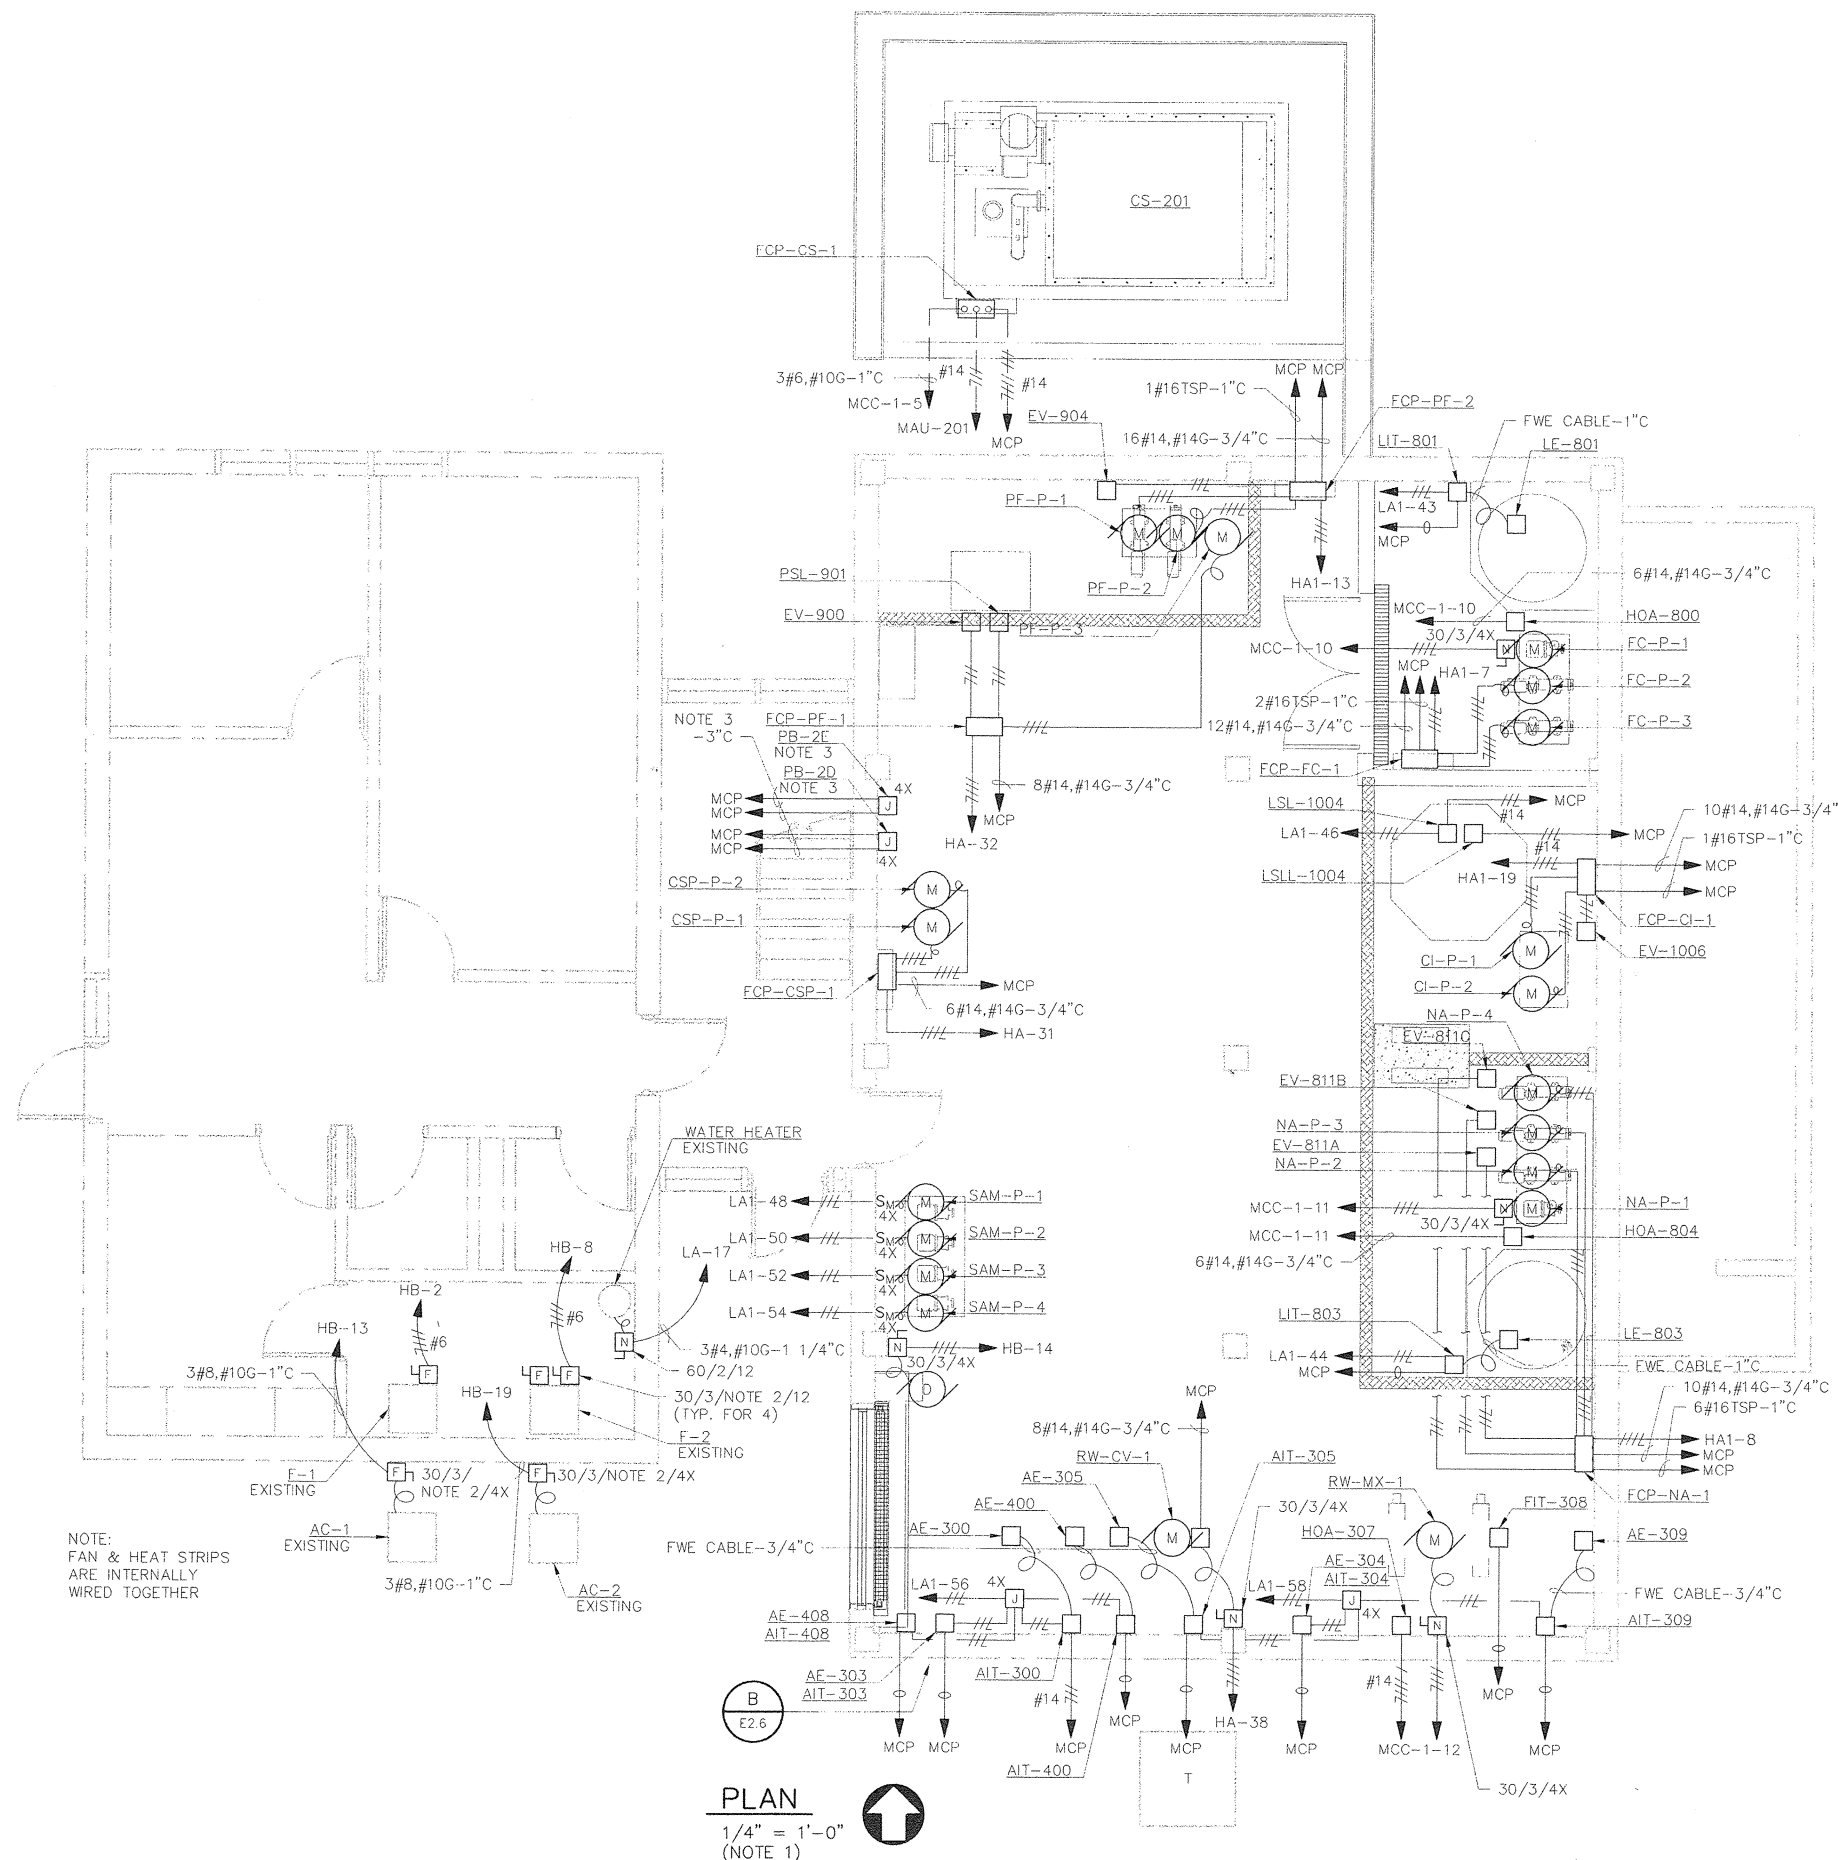 CS-201
FCP-CS-1
3#6,#10G-1"C
#14
#14
MCC-1-5
MAU-201
MCP
MCP
MCP
1#16TSP-1"C
FCP-PF-2
EV-904
16#14,#14G-3/4"C
FWE CABLE-1"C
LIT-801
LE-801
PF-P-1
LA1-43
MCP
M
M
M
PSL-901
HA1-13
6#14,#14G-3/4"C
PF-P-2
EV-900
PF-P-3
MCC-1-10
HOA-800
30/3/4X
MCC-1-10
N
M
FC-P-1
MCP
HA1-7
M
FC-P-2
2#16TSP-1"C
NOTE 3
-3"C
FCP-PF-1
12#14,#14G-3/4"C
M
FC-P-3
PB-2E
NOTE 3
PB-2D
NOTE 3
FCP-FC-1
8#14,#14G-3/4"C
4X
MCP
MCP
J
LSL-1004
MCP
#14
10#14,#14G-3/4"
MCP
MCP
MCP
J
4X
HA-32
LA1-46
MCP
#14
1#16TSP-1"C
MCP
LSLL-1004
HA1-19
MCP
CSP-P-2
M
CSP-P-1
M
FCP-CI-1
M
EV-1006
CI-P-1
FCP-CSP-1
MCP
CI-P-2
M
6#14,#14G-3/4"C
NA-P-4
HA-31
EV-811C
EV-811B
M
WATER HEATER
EXISTING
NA-P-3
M
EV-811A
NA-P-2
M
LA1-48
S
M
4X
M
SAM-P-1
MCC-1-11
N
M
NA-P-1
30/3/4X
HB-8
LA-17
LA1-50
S
M
4X
M
SAM-P-2
MCC-1-11
HOA-804
6#14,#14G-3/4"C
LA1-52
S
M
4X
M
SAM-P-3
HB-2
LA1-54
S
M
4X
M
SAM-P-4
#6
HB-13
#6
N
3#4,#10G-1 1/4"C
LIT-803
LE-803
N
HB-14
30/3/4X
LA1-44
MCP
FWE CABLE-1"C
3#8,#10G-1"C
F
F
F
60/2/12
HB-19
30/3/NOTE 2/12
(TYP. FOR 4)
MCP
10#14,#14G-3/4"C
6#16TSP-1"C
F-2
EXISTING
8#14,#14G-3/4"C
HA1-8
MCP
MCP
F-1
EXISTING
F
30/3/
NOTE 2/4X
F
30/3/NOTE 2/4X
RW-CV-1
AE-305
AIT-305
RW-MX-1
FCP-NA-1
AE-400
30/3/4X
FIT-308
AC-1
EXISTING
AE-300
M
HOA-307
M
AE-309
NOTE:
FAN & HEAT STRIPS
ARE INTERNALLY
WIRED TOGETHER
FWE CABLE-3/4"C
AE-304
AIT-304
3#8,#10G-1"C
AC-2
EXISTING
LA1-56
4X
J
LA1-58
J
4X
FWE CABLE-3/4"C
AE-408
AIT-408
N
N
AIT-309
AE-303
AIT-303
AIT-300
#14
#14
MCP
B
E2.6
MCP
HA-38
MCP
MCP
MCP
MCP
MCP
MCC-1-12
MCP
AIT-400
T
30/3/4X
PLAN
1/4" = 1'-0"
(NOTE 1)